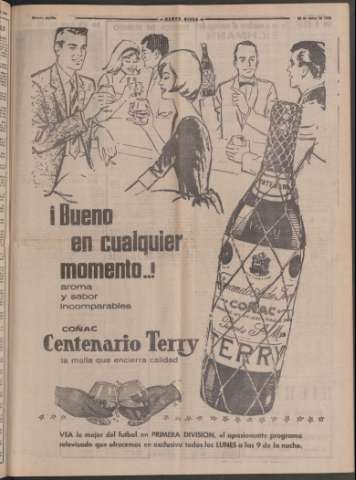 ¡Bueno
en cualquier
momento..!
aroma
y sabor
incomparables
COÑAC
Centenario Terry
la malla que encierra calidad
COÑAC
TERRY
VEA lo mejor del futbol en PRIMERA DIVISION, el apasionante programa
televisado que ofrecemos en exclusiva todos los LUNES a las 9 de la noche.